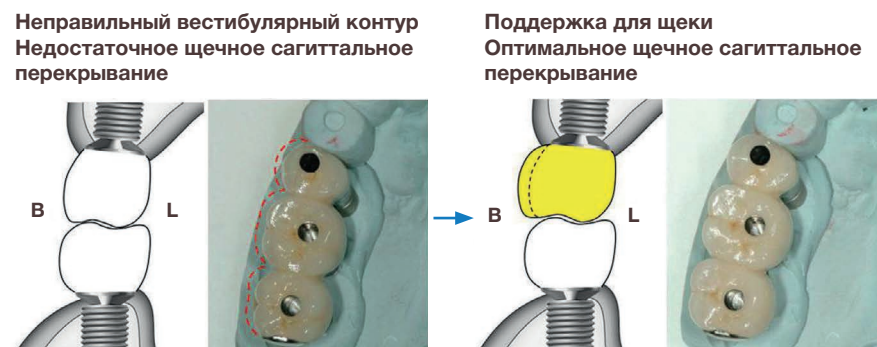 Неправильный вестибулярный контур
Недостаточное щечное сагиттальное
перекрывание
Поддержка для щеки
Оптимальное щечное сагиттальное
перекрывание
B
L
B
L